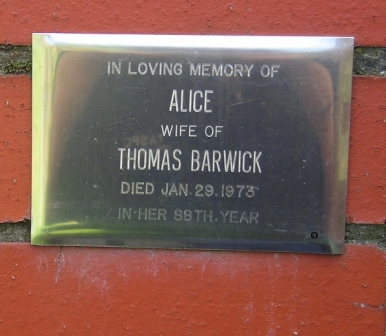 IN LOVING MEMORY OF
ALICE
WIFE OF
THOMAS BARWICK
DIED JAN. 29. 1973
IN HER 88TH YEAR